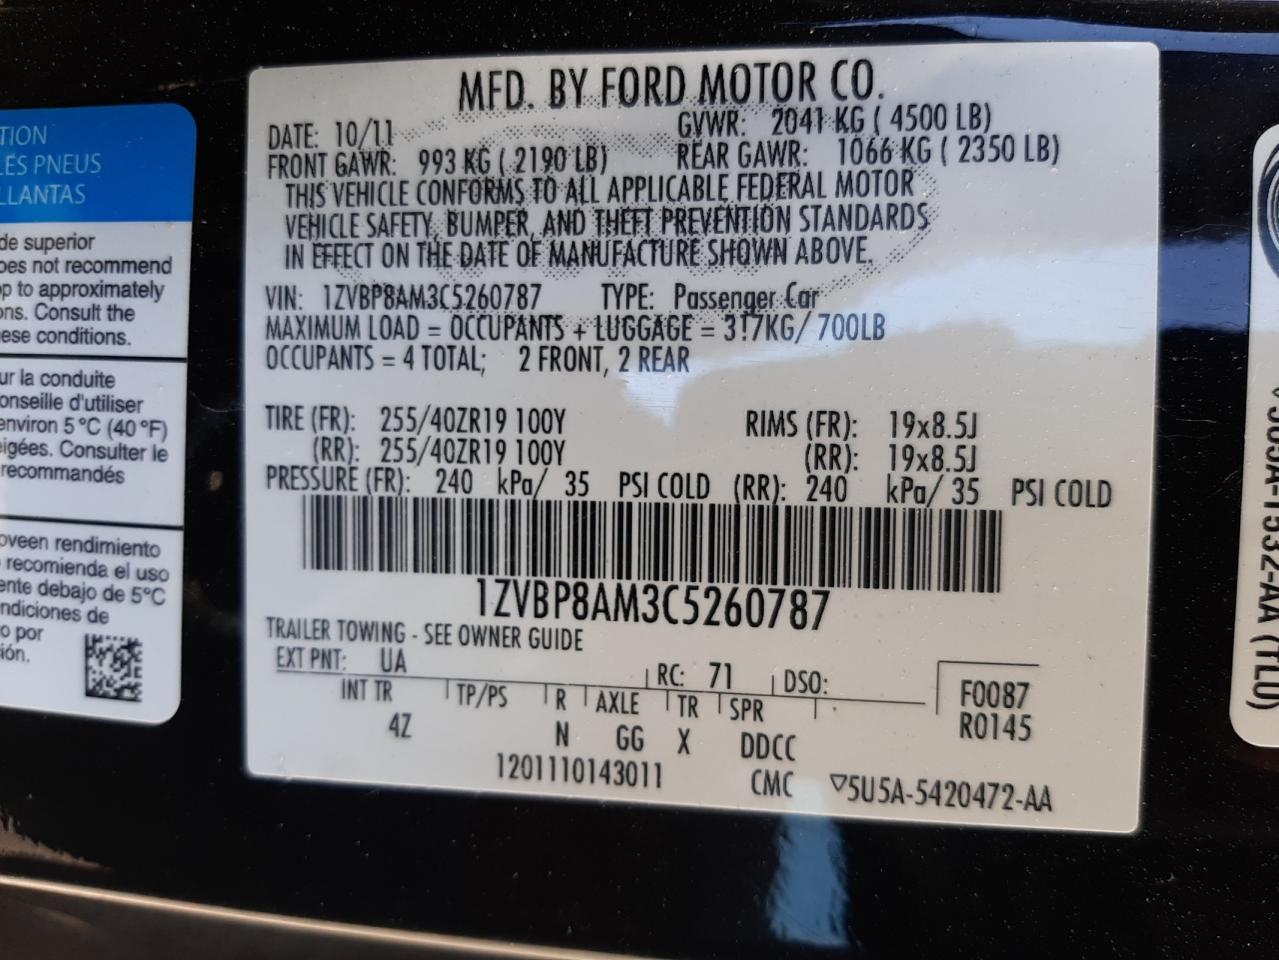 TION
LÉS PNEUS
LLANTAS
de superior
oes not recommend
op to approximately
ons. Consult the
hese conditions.
ur la conduite
onseille d'utiliser
environ 5 °C (40 °F)
eigées. Consulter le
recommandés
oveen rendimiento
recomienda el uso
ente debajo de 5°C
ndiciones de
o por
ión.
MFD. BY FORD MOTOR CO.
DATE: 10/11 GVWR: 2041 KG ( 4500 LB)
FRONT GAWR: 993 KG ( 2190 LB) REAR GAWR: 1066 KG ( 2350 LB)
THIS VEHICLE CONFORMS TO ALL APPLICABLE FEDERAL MOTOR
VEHICLE SAFETY, BUMPER, AND THEFT PREVENTION STANDARDS
IN EFFECT ON THE DATE OF MANUFACTURE SHOWN ABOVE.
VIN: 1ZVBP8AM3C5260787 TYPE: Passenger Car
MAXIMUM LOAD = OCCUPANTS + LUGGAGE = 317KG/ 700LB
OCCUPANTS = 4 TOTAL; 2 FRONT, 2 REAR
TIRE (FR): 255/40ZR19 100Y RIMS (FR): 19x8.5J
(RR): 255/40ZR19 100Y (RR): 19x8.5J
PRESSURE (FR): 240 kPa/ 35 PSI COLD (RR): 240 kPa/ 35 PSI COLD
1ZVBP8AM3C5260787
TRAILER TOWING - SEE OWNER GUIDE
EXT PNT: UA RC: 71 DSO:
INT TR TP/PS R AXLE TR SPR F0087
4Z N GG X DDCC R0145
1201110143011 CMC ▽5U5A-5420472-AA
-1532-AA (TLU)